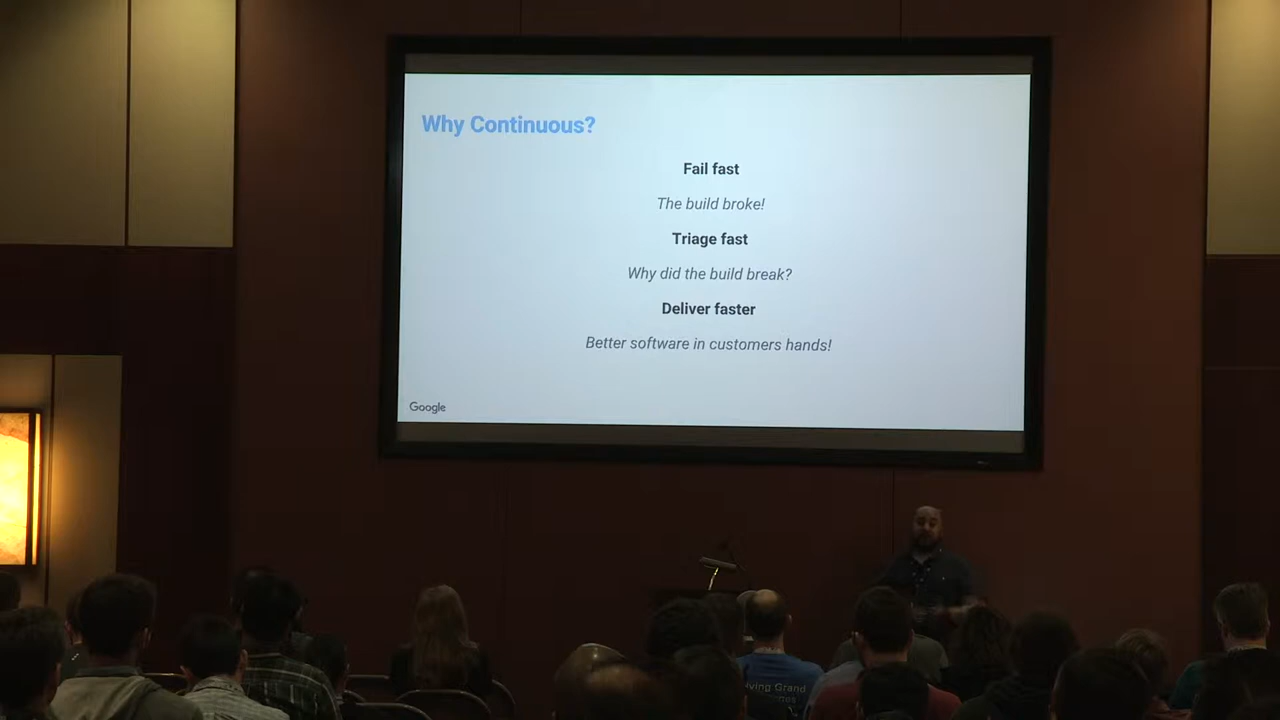 Why Continuous?
Fail fast
The build broke!
Triage fast
Why did the build break?
Deliver faster
Better software in customers hands!
Google
Grand